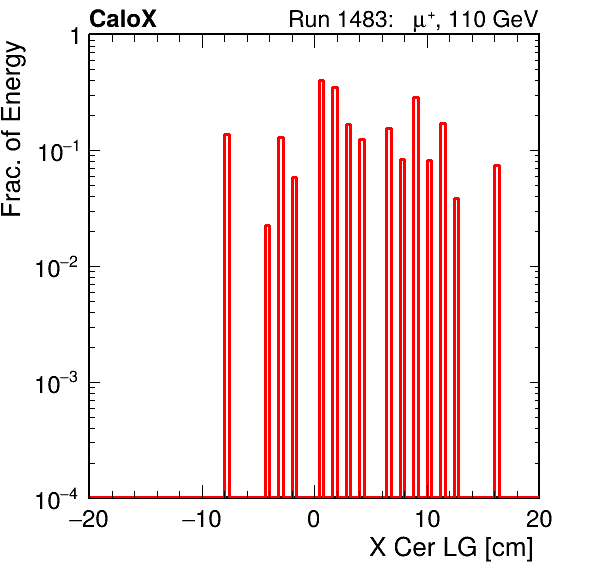 CaloX Run 1483: μ⁺, 110 GeV
Frac. of Energy
1
10⁻¹
10⁻²
10⁻³
10⁻⁴
−20 −10 0 10 20
X Cer LG [cm]